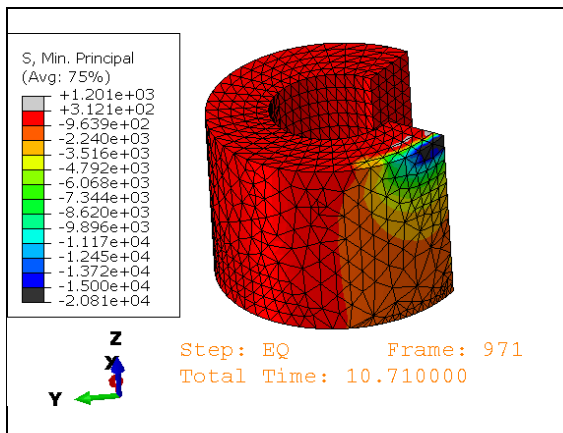 S, Min. Principal
(Avg: 75%)
+1.201e+03
+3.121e+02
-9.639e+02
-2.240e+03
-3.516e+03
-4.792e+03
-6.068e+03
-7.344e+03
-8.620e+03
-9.896e+03
-1.117e+04
-1.245e+04
-1.372e+04
-1.500e+04
-2.081e+04
Z
X
Y
Step: EQ Frame: 971
Total Time: 10.710000